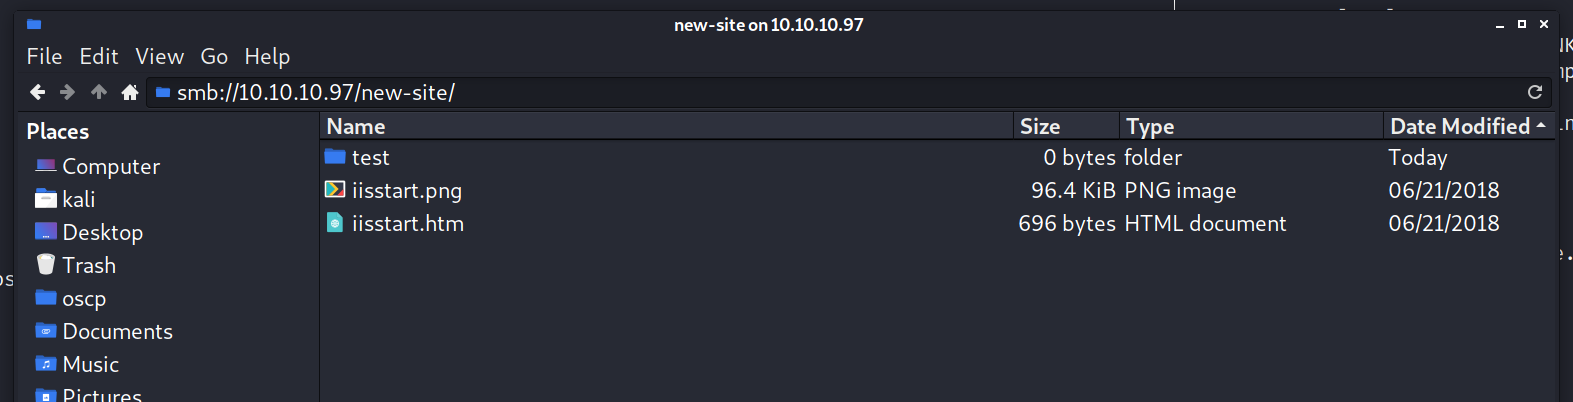 new-site on 10.10.10.97
File Edit View Go Help
smb://10.10.10.97/new-site/
Places
Computer
kali
Desktop
Trash
oscp
Documents
Music
Pictures
Name Size Type Date Modified
test 0 bytes folder Today
iisstart.png 96.4 KiB PNG image 06/21/2018
iisstart.htm 696 bytes HTML document 06/21/2018